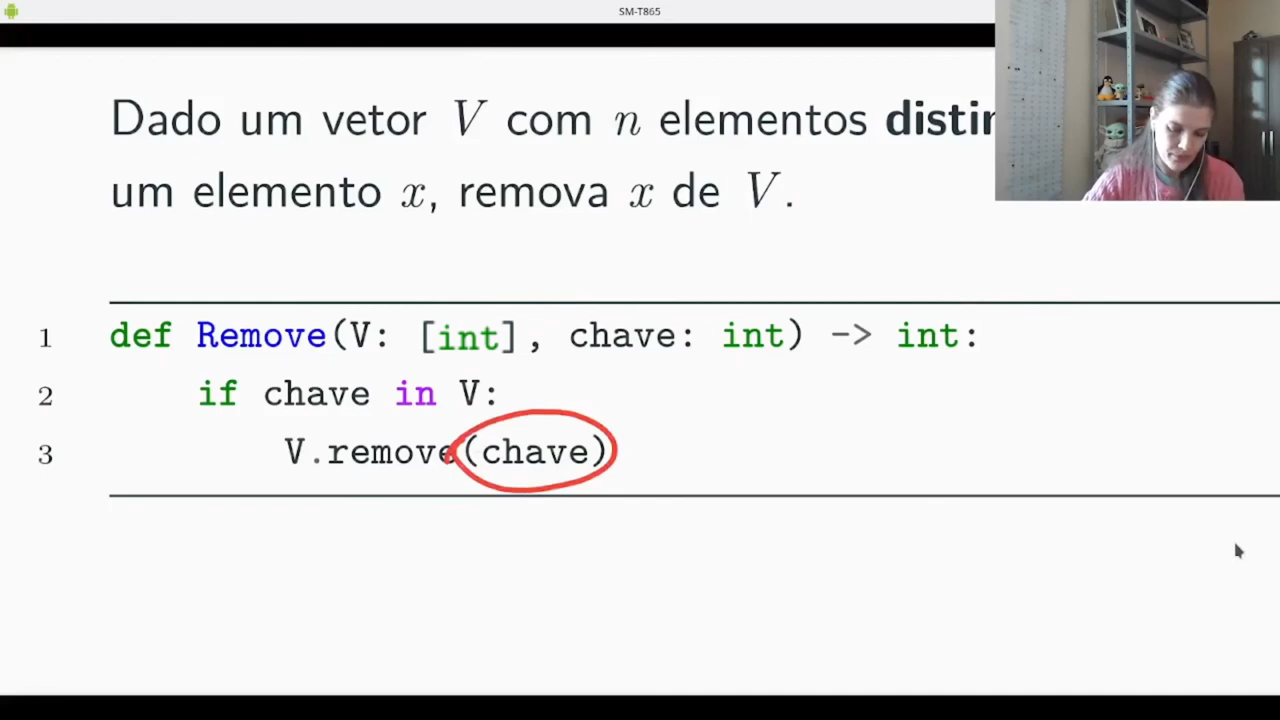 SM-T865
Dado um vetor V com n elementos
um elemento x, remova x de V.
1 def Remove(V: [int], chave: int) -> int:
2 if chave in V:
3 V.remove(chave)